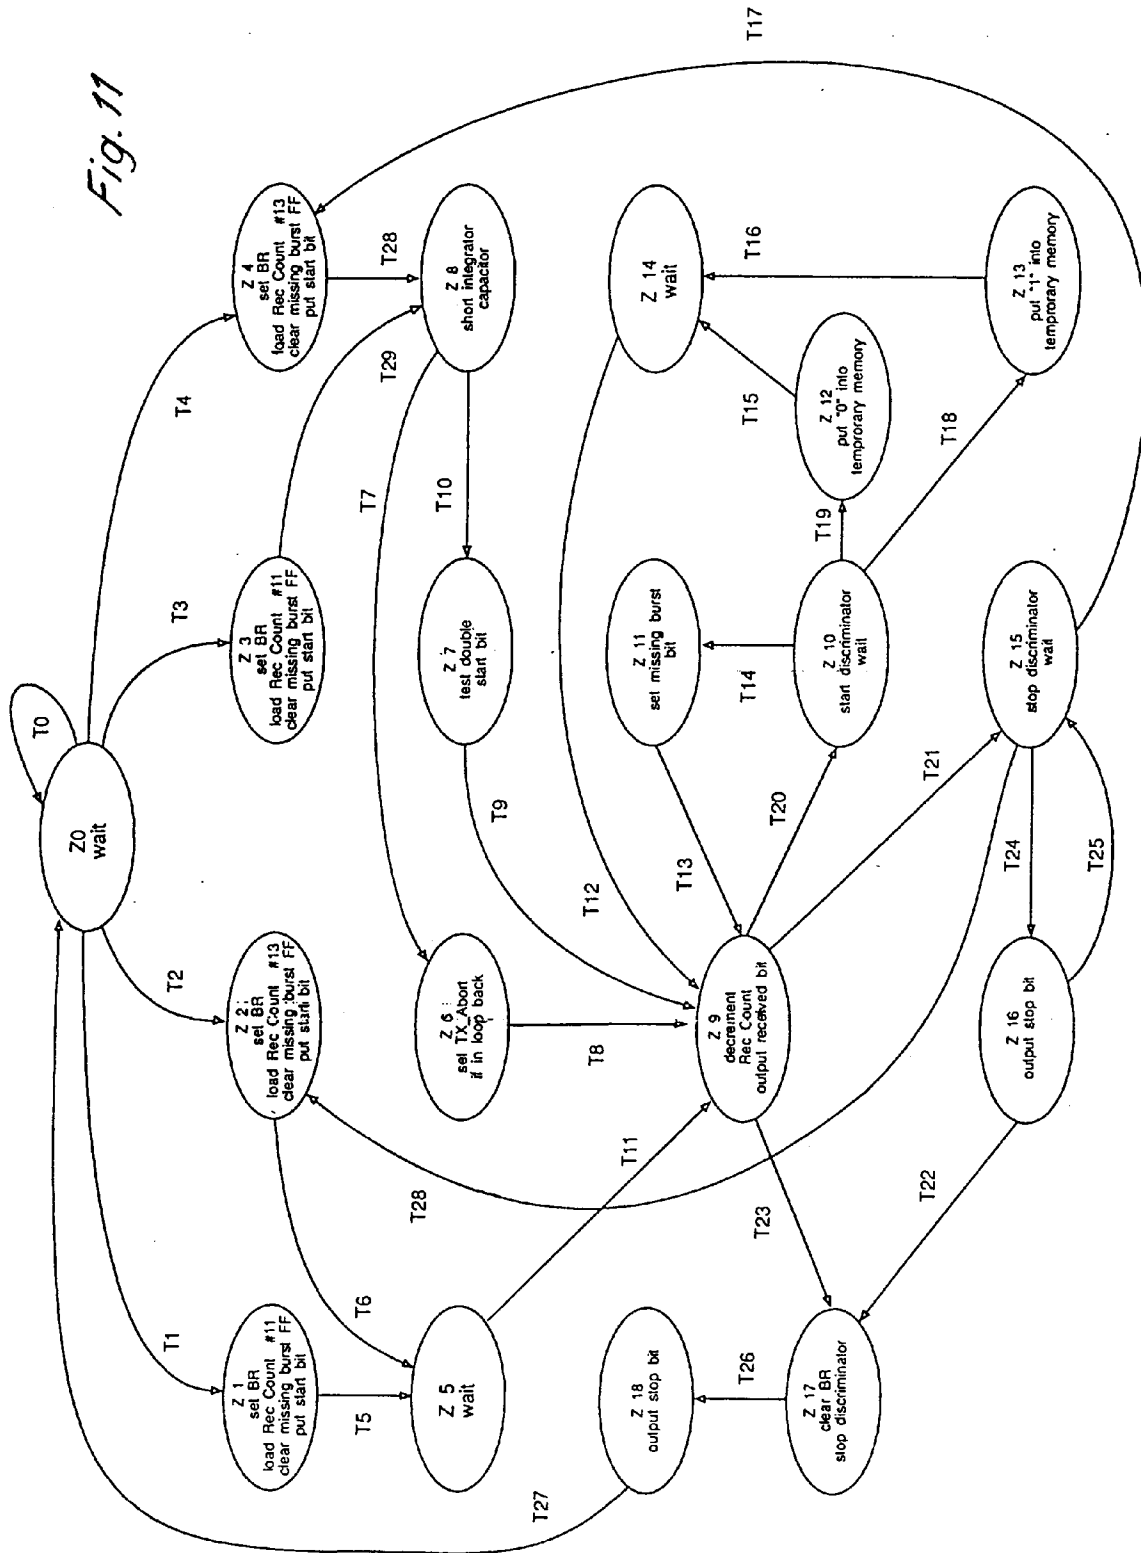 Fig. 11
T0
Z0
wait
T1
T2
T3
T4
T17
Z 1
set BR
load Rec Count #11
clear missing burst FF
put start bit
Z 2
set BR
load Rec Count #13
clear missing burst FF
put start bit
Z 3
set BR
load Rec Count #11
clear missing burst FF
put start bit
Z 4
set BR
load Rec Count #13
clear missing burst FF
put start bit
T5
T6
T28
T7
T29
T28
Z 5
wait
Z 6
set TX_Abort
if in loop back
Z 7
test double
start bit
T10
Z 8
short integrator
capacitor
T11
T8
T9
T12
Z 18
output stop bit
Z 11
set missing burst
bit
Z 14
wait
T27
T26
T23
Z 9
decrement
Rec Count
output received bit
T13
T14
T15
T16
T20
Z 10
start discriminator
wait
T19
Z 12
put "0" into
temprorary memory
T18
Z 13
put "1" into
temprorary memory
Z 17
clear BR
stop discriminator
T22
T21
Z 16
output stop bit
T24
T25
Z 15
stop discriminator
wait